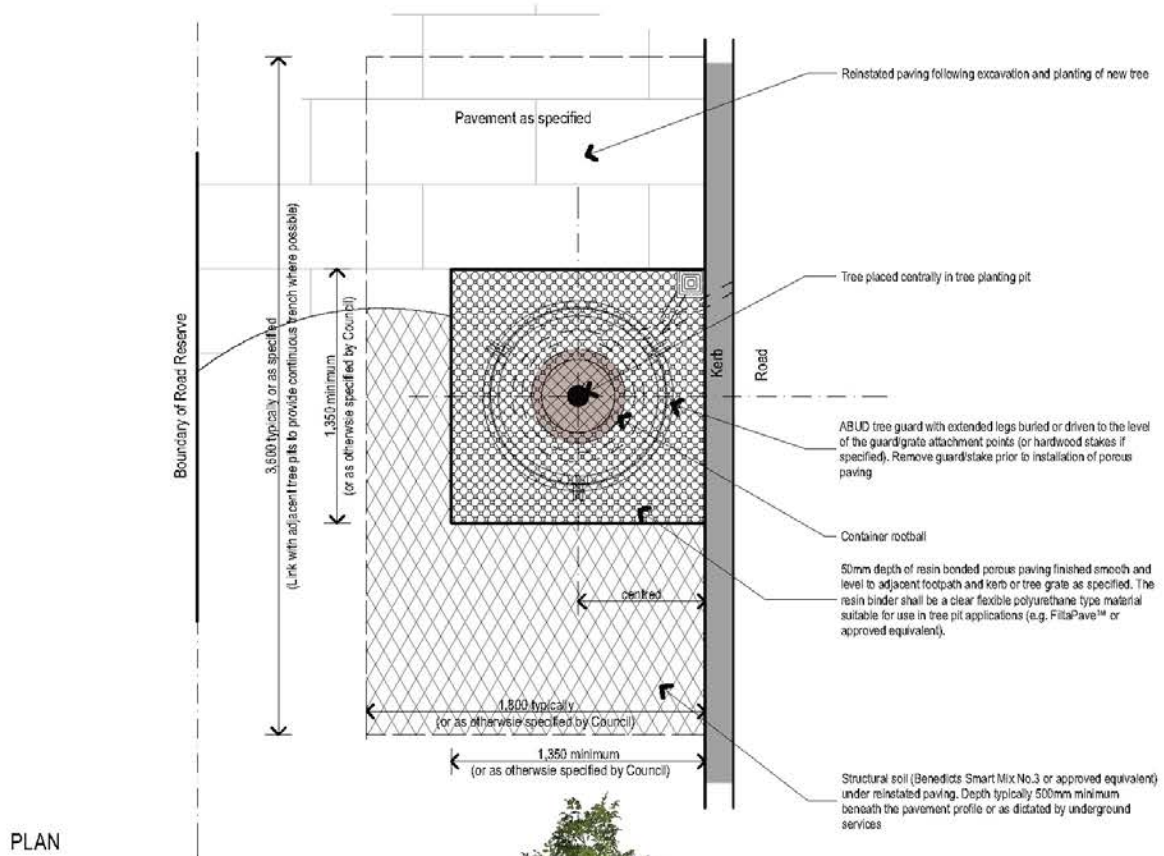 Reinstated paving following excavation and planting of new tree
Pavement as specified
Boundary of Road Reserve
3,600 typically or as specified
(Link with adjacent tree pits to provide continuous trench where possible)
1,350 minimum
(or as otherwise specified by Council)
Tree placed centrally in tree planting pit
Kerb
Road
ABUD tree guard with extended legs buried or driven to the level
of the guard/grate attachment points (or hardwood stakes if
specified). Remove guard/stake prior to installation of porous
paving
Container rootball
50mm depth of resin bonded porous paving finished smooth and
level to adjacent footpath and kerb or tree grate as specified. The
resin binder shall be a clear flexible polyurethane type material
suitable for use in tree pit applications (e.g. FiltaPave™ or
approved equivalent).
centred
1,800 typically
(or as otherwsie specified by Council)
1,350 minimum
(or as otherwsie specified by Council)
Structural soil (Benedicts Smart Mix No.3 or approved equivalent)
under reinstated paving. Depth typically 500mm minimum
beneath the pavement profile or as dictated by underground
services
PLAN